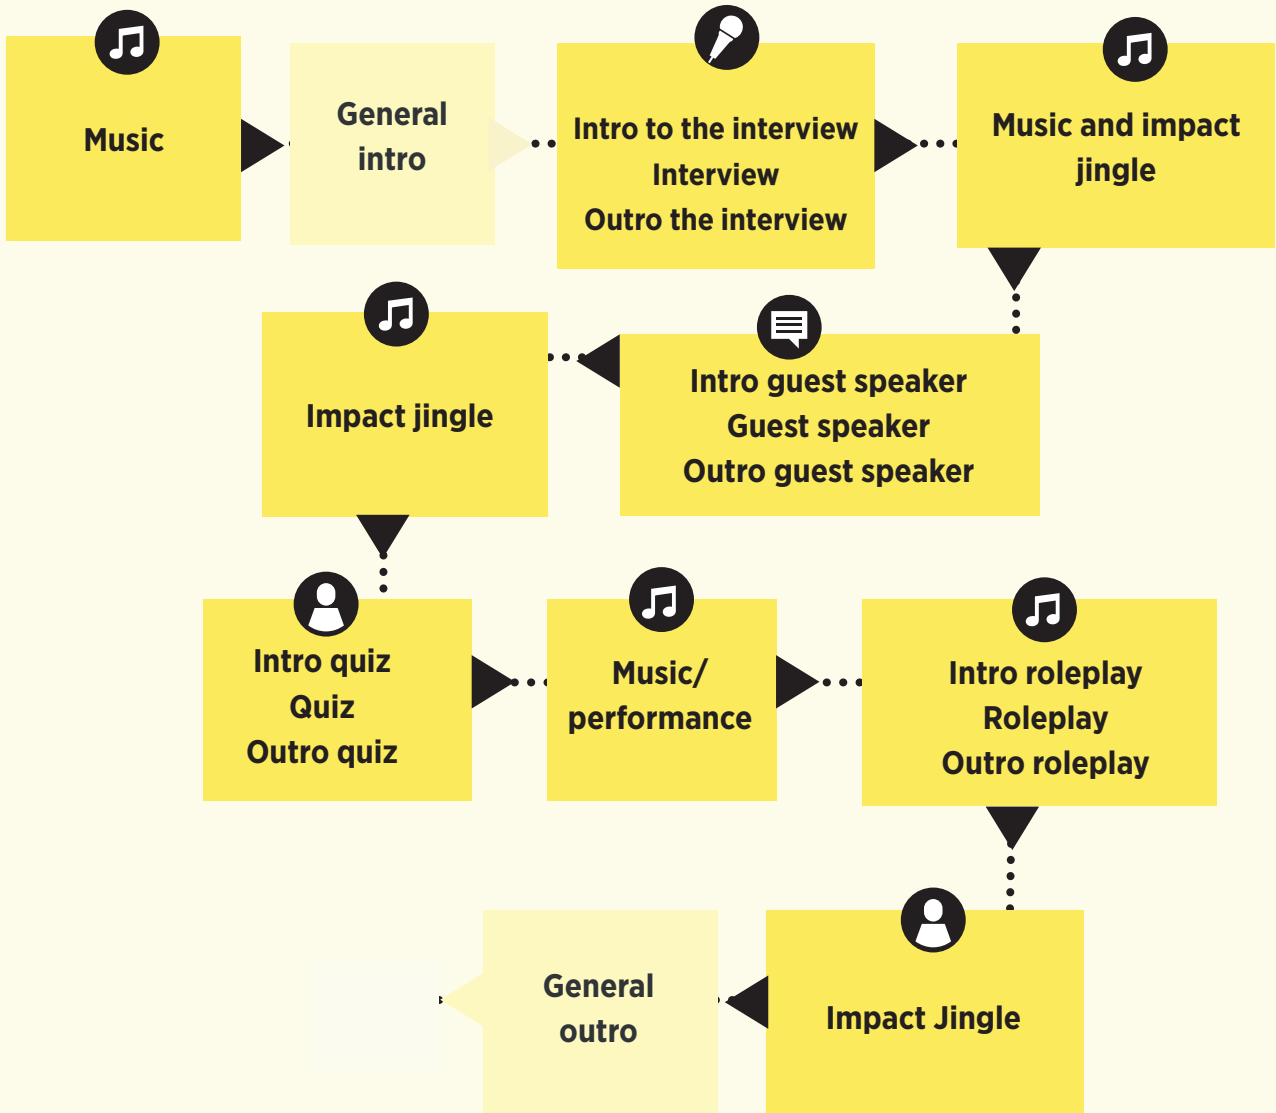 Music
General
intro
Intro to the interview
Interview
Outro the interview
Music and impact
jingle
Intro guest speaker
Guest speaker
Outro guest speaker
Impact jingle
Intro quiz
Quiz
Outro quiz
Music/
performance
Intro roleplay
Roleplay
Outro roleplay
Impact Jingle
General
outro